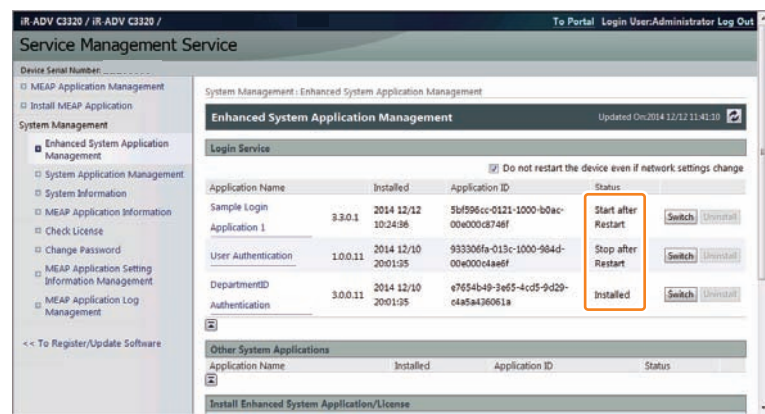 iR-ADV C3320 / iR-ADV C3320 /
To Portal Login User:Administrator Log Out
Service Management Service
Device Serial Number:
MEAP Application Management
Install MEAP Application
System Management
Enhanced System Application
Management
System Application Management
System Information
MEAP Application Information
Check License
Change Password
MEAP Application Setting
Information Management
MEAP Application Log
Management
<< To Register/Update Software
System Management : Enhanced System Application Management
Enhanced System Application Management
Updated On:2014 12/12 11:41:10
Login Service
Do not restart the device even if network settings change
Application Name Installed Application ID Status
Sample Login
Application 1
3.3.0.1
2014 12/12
10:24:36
5bf596cc-0121-1000-b0ac-
00e000c8746f
Start after
Restart
Switch Uninstall
User Authentication
1.0.0.11
2014 12/10
20:01:35
933306fa-013c-1000-984d-
00e000c4ae6f
Stop after
Restart
Switch Uninstall
DepartmentID
Authentication
3.0.0.11
2014 12/10
20:01:35
e7654b49-3e65-4cd5-9d29-
c4a5a436061a
Installed
Switch Uninstall
Other System Applications
Application Name Installed Application ID Status
Install Enhanced System Application/License